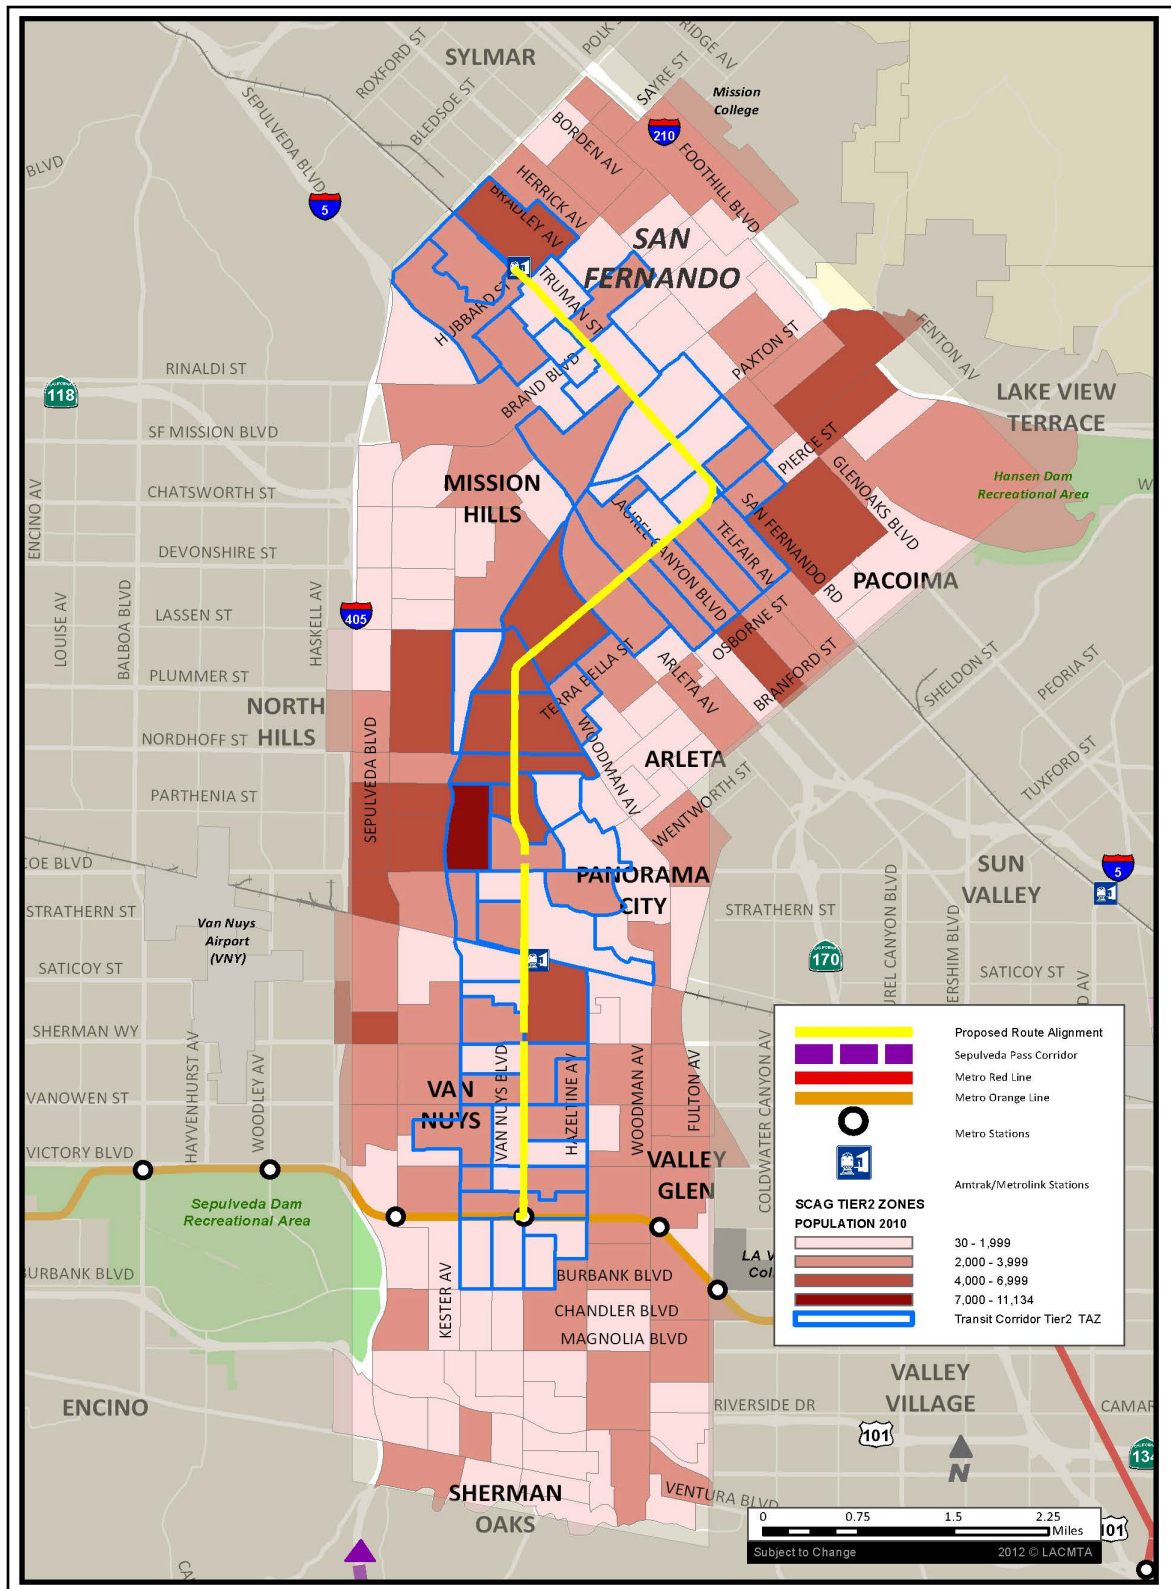 SYLMAR
POLK S
RIDGE AV
ROXFORD ST
SAYRE ST
BLEDSOE ST
Mission
College
SEPULVEDA BLVD
BORDEN AV
210
BLVD
FOOTHILL BLVD
HERRICK AV
5
BRADLEY AV
SAN
FERNANDO
TRUMAN ST
HUBBARD ST
FENTON AV
PAXTON ST
RINALDI ST
118
BRAND BLVD
LAKE VIEW
TERRACE
SF MISSION BLVD
PIERCE ST
GLENOAKS BLVD
MISSION
HILLS
Hansen Dam
Recreational Area
W
CHATSWORTH ST
ENCINO AV
LAUREL CANYON BLVD
SAN FERNANDO RD
TELFAIR AV
DEVONSHIRE ST
PACOIMA
LASSEN ST
405
LOUISE AV
BALBOA BLVD
HASKELL AV
OSBORNE ST
TERRA BELLA ST
ARLETA AV
BRANFORD ST
SHELDON ST
PEORIA ST
PLUMMER ST
NORTH
HILLS
NORDHOFF ST
WOODMAN AV
ARLETA
TUXFORD ST
PARTHENIA ST
SEPULVEDA BLVD
WENTWORTH ST
COE BLVD
PANORAMA
CITY
SUN
VALLEY
5
STRATHERN ST
STRATHERN ST
Van Nuys
Airport
(VNY)
170
UREL CANYON BLVD
ERSHIM BLVD
D AV
SATICOY ST
SATICOY ST
SHERMAN WY
HAYVENHURST AV
WOODLEY AV
VAN NUYS BLVD
HAZELTINE AV
WOODMAN AV
FULTON AV
COLDWATER CANYON AV
VAN
NUYS
VANOWEN ST
VICTORY BLVD
VALLEY
GLEN
Sepulveda Dam
Recreational Area
BURBANK BLVD
BURBANK BLVD
LA V
Col
KESTER AV
CHANDLER BLVD
MAGNOLIA BLVD
Proposed Route Alignment
Sepulveda Pass Corridor
Metro Red Line
Metro Orange Line
Metro Stations
Amtrak/Metrolink Stations
SCAG TIER2 ZONES
POPULATION 2010
30 - 1,999
2,000 - 3,999
4,000 - 6,999
7,000 - 11,134
Transit Corridor Tier2 TAZ
VALLEY
VILLAGE
ENCINO
RIVERSIDE DR
CAMAR
101
134
N
SHERMAN
OAKS
VENTURA BLVD
0 0.75 1.5 2.25
Miles
101
Subject to Change 2012 © LACMTA